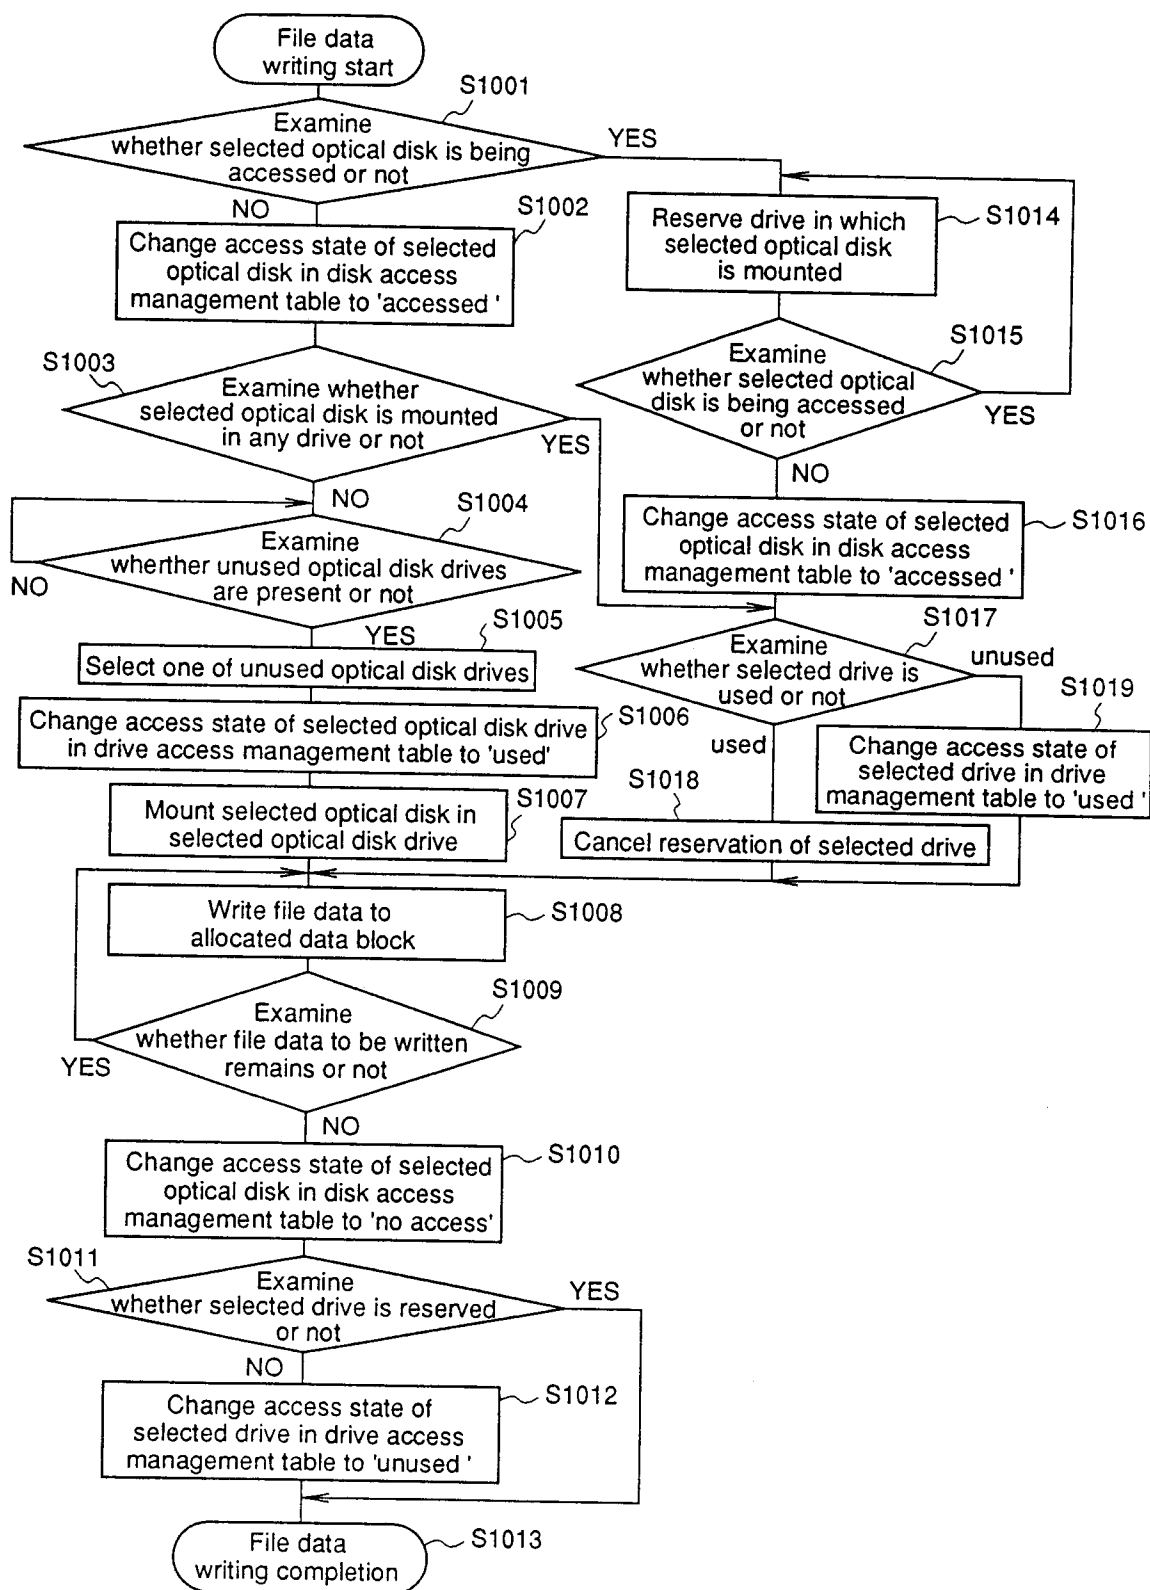 File data
writing start
S1001
Examine
whether selected optical disk is being
accessed or not
YES
NO
S1002
Change access state of selected
optical disk in disk access
management table to 'accessed '
S1014
Reserve drive in which
selected optical disk
is mounted
S1003
Examine whether
selected optical disk is mounted
in any drive or not
YES
NO
S1015
Examine
whether selected optical
disk is being accessed
or not
YES
NO
S1004
Examine
wherther unused optical disk drives
are present or not
NO
YES
S1016
Change access state of selected
optical disk in disk access
management table to 'accessed '
S1005
Select one of unused optical disk drives
S1017
Examine
whether selected drive is
used or not
unused
used
S1006
Change access state of selected optical disk drive
in drive access management table to 'used'
S1019
Change access state of
selected drive in drive
management table to 'used '
S1007
Mount selected optical disk in
selected optical disk drive
S1018
Cancel reservation of selected drive
S1008
Write file data to
allocated data block
S1009
Examine
whether file data to be written
remains or not
YES
NO
S1010
Change access state of selected
optical disk in disk access
management table to 'no access'
S1011
Examine
whether selected drive is reserved
or not
YES
NO
S1012
Change access state of
selected drive in drive access
management table to 'unused '
File data
writing completion
S1013